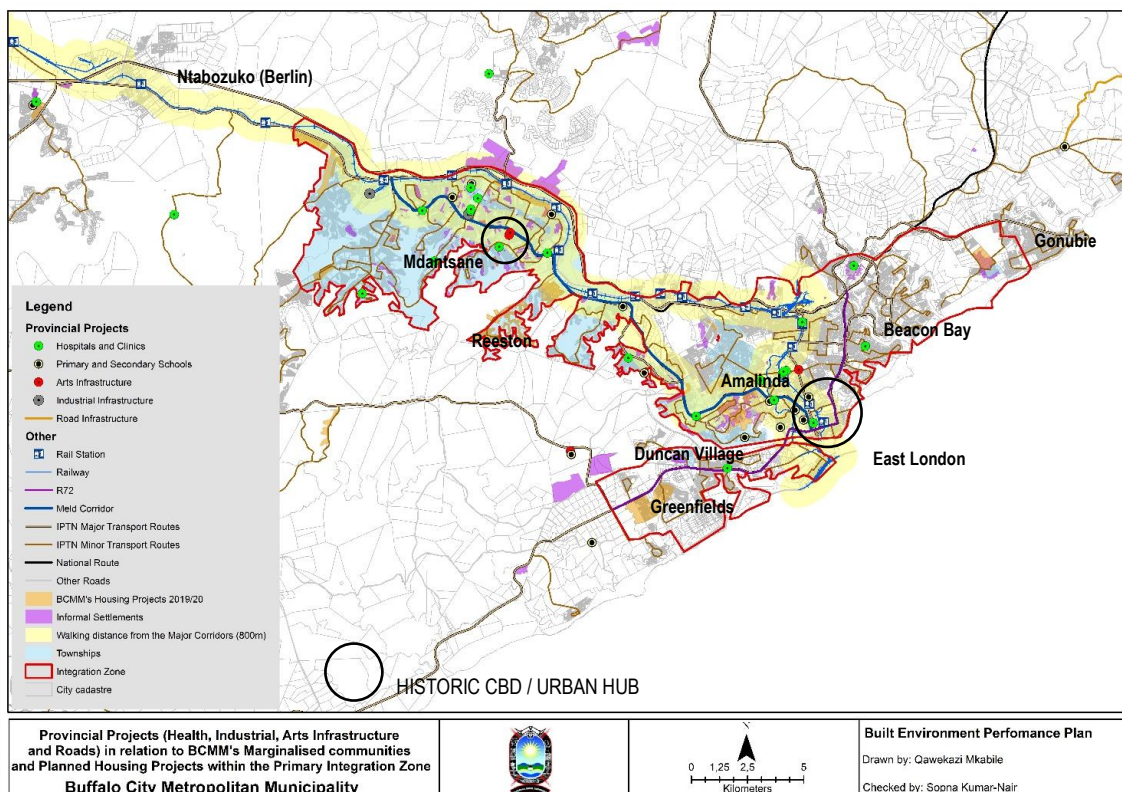 Ntabozuko (Berlin)
Gonubie
Mdantsane
Beacon Bay
Reeston
Amalinda
Duncan Village
East London
Greenfields
Legend
Provincial Projects
Hospitals and Clinics
Primary and Secondary Schools
Arts Infrastructure
Industrial Infrastructure
Road Infrastructure
Other
Rail Station
Railway
R72
Meld Corridor
IPTN Major Transport Routes
IPTN Minor Transport Routes
National Route
Other Roads
BCMM's Housing Projects 2019/20
Informal Settlements
Walking distance from the Major Corridors (800m)
Townships
Integration Zone
City cadastre
HISTORIC CBD / URBAN HUB
Provincial Projects (Health, Industrial, Arts Infrastructure
and Roads) in relation to BCMM's Marginalised communities
and Planned Housing Projects within the Primary Integration Zone
Buffalo City Metropolitan Municipality
N
0 1,25 2,5 5
Kilometers
Built Environment Perfomance Plan
Drawn by: Qawekazi Mkabile
Checked by: Sopna Kumar-Nair